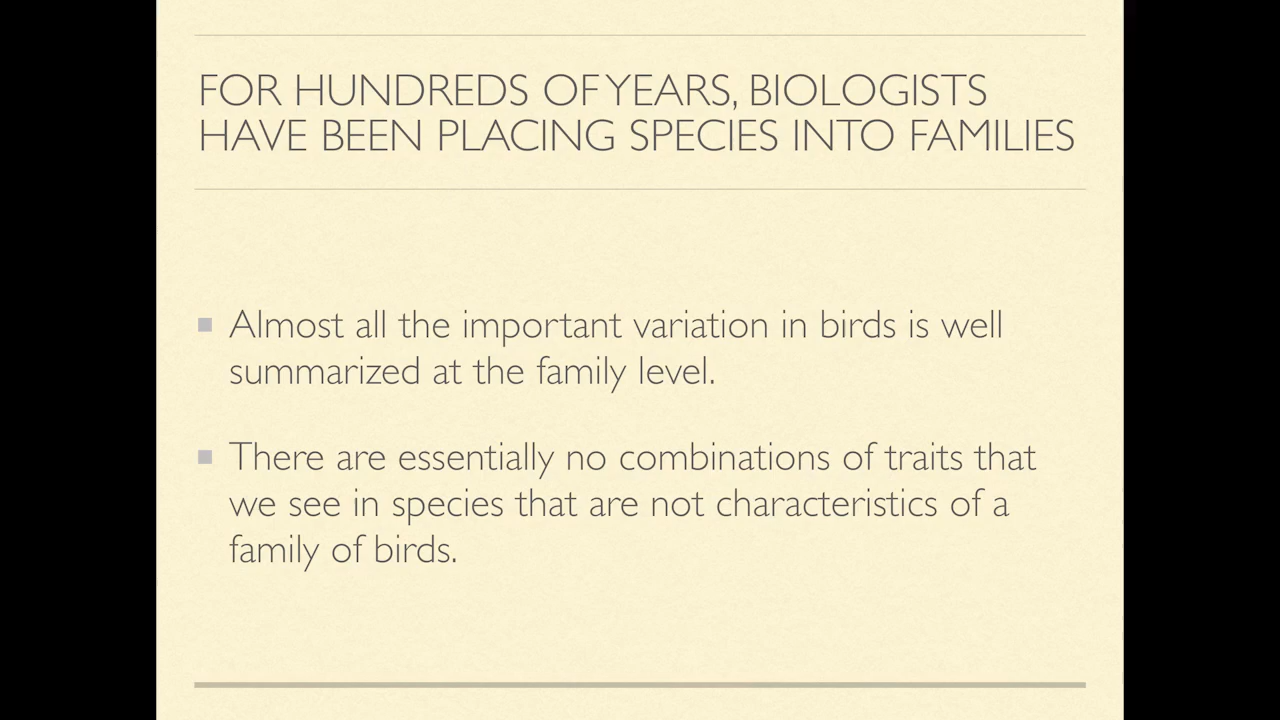 FOR HUNDREDS OF YEARS, BIOLOGISTS
HAVE BEEN PLACING SPECIES INTO FAMILIES
Almost all the important variation in birds is well
summarized at the family level.
There are essentially no combinations of traits that
we see in species that are not characteristics of a
family of birds.